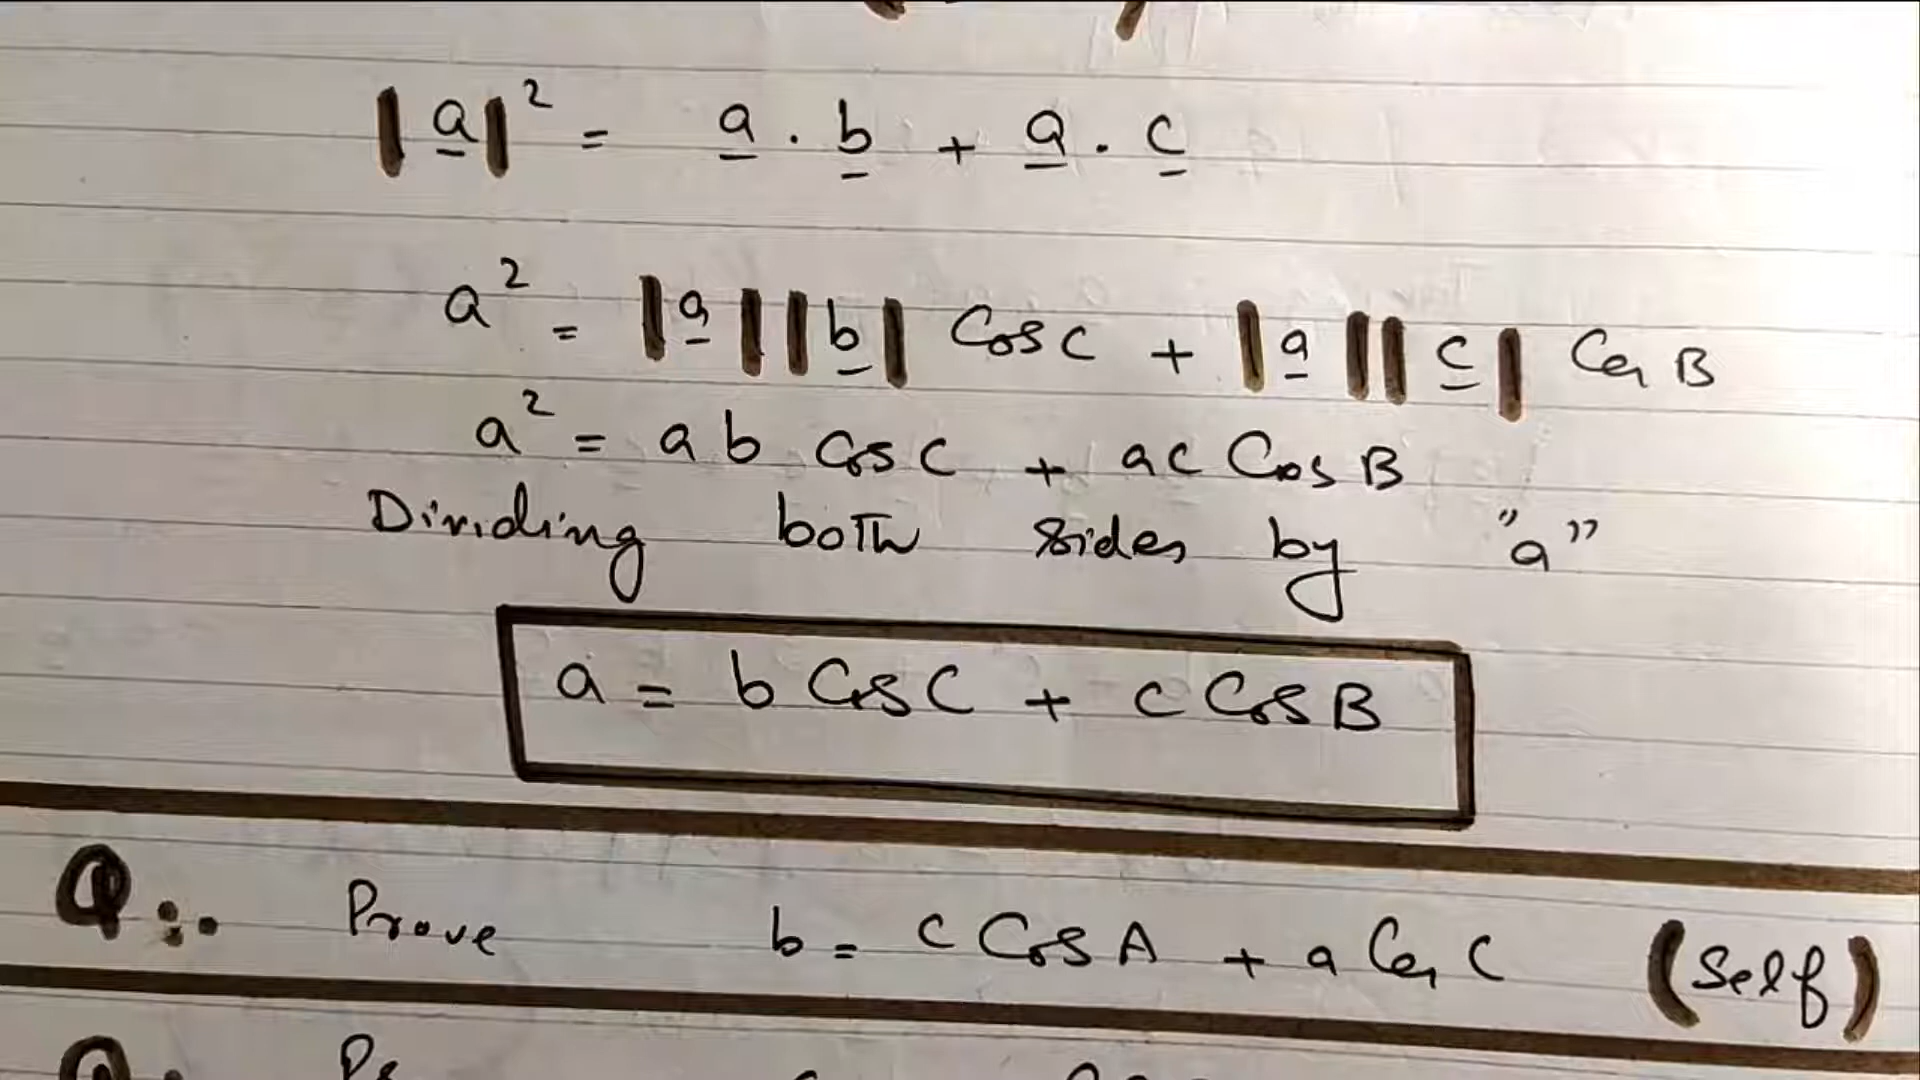 |a|² = a . b + a . c
a² = |a||b| Cos C + |a||c| Cos B
a² = ab Cos C + ac Cos B
Dividing both sides by "a"
a = b Cos C + c Cos B
Q:. Prove b = c Cos A + a Cos C (Self)